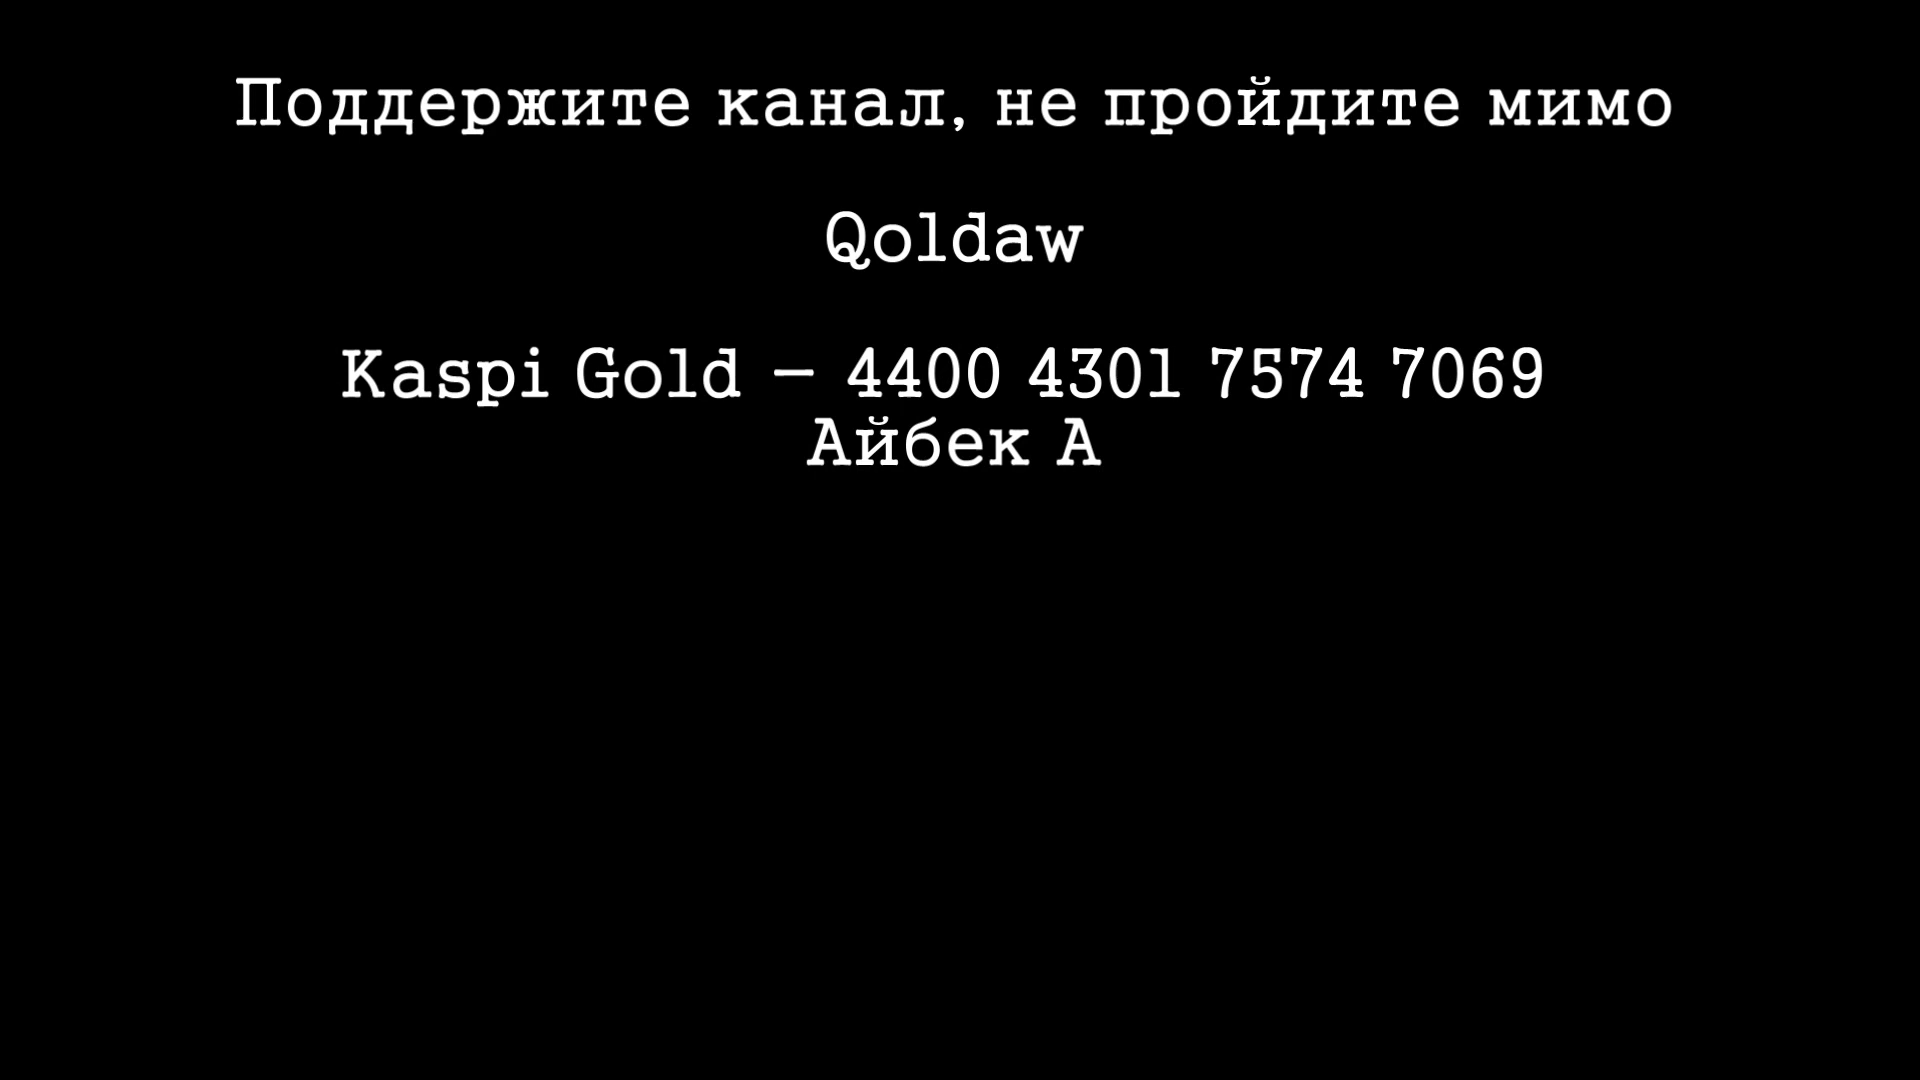 Поддержите канал, не пройдите мимо
Qoldaw
Kaspi Gold – 4400 4301 7574 7069
Айбек А